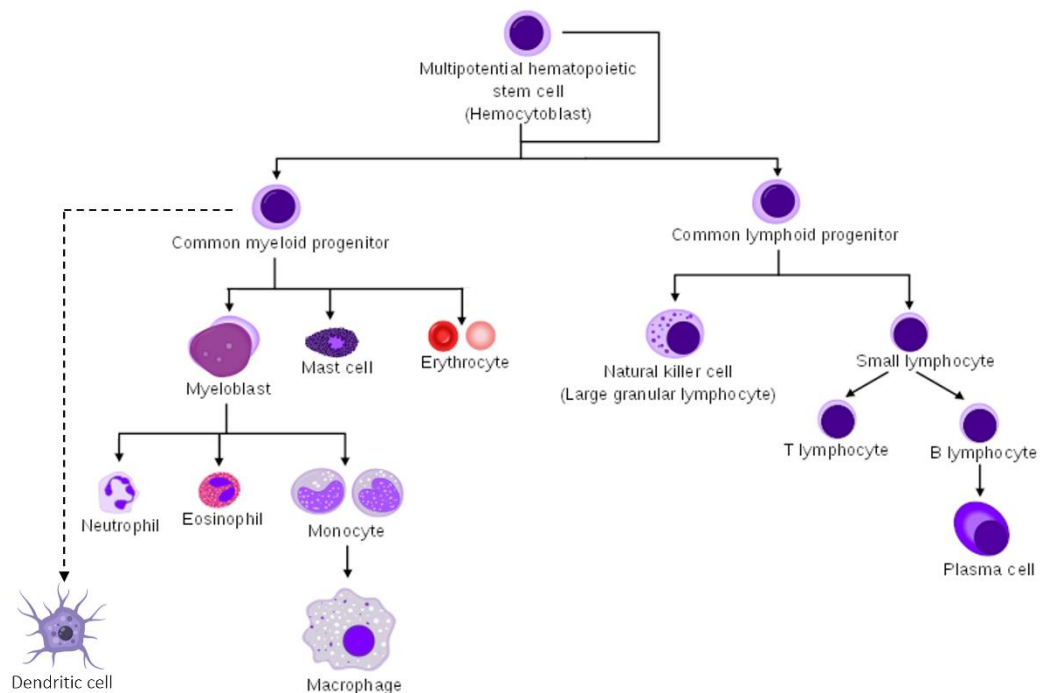 Multipotential hematopoietic
stem cell
(Hemocytoblast)
Common myeloid progenitor
Common lymphoid progenitor
Myeloblast
Mast cell
Erythrocyte
Natural killer cell
(Large granular lymphocyte)
Small lymphocyte
T lymphocyte
B lymphocyte
Neutrophil
Eosinophil
Monocyte
Plasma cell
Dendritic cell
Macrophage